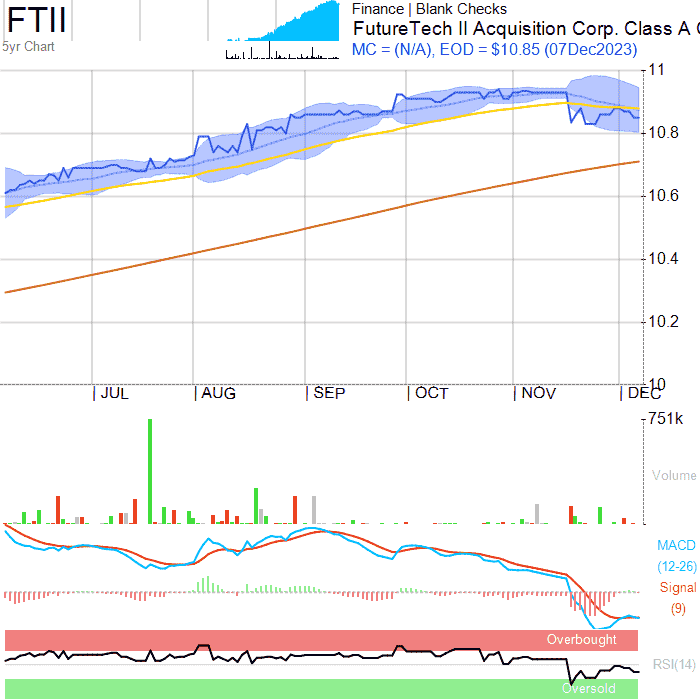 FTII
5yr Chart
Finance | Blank Checks
FutureTech II Acquisition Corp. Class A
MC = (N/A), EOD = $10.85 (07Dec2023)
11
10.8
10.6
10.4
10.2
10
JUL AUG SEP OCT NOV DEC
751k
Volume
MACD
(12-26)
Signal
(9)
Overbought
RSI(14)
Oversold